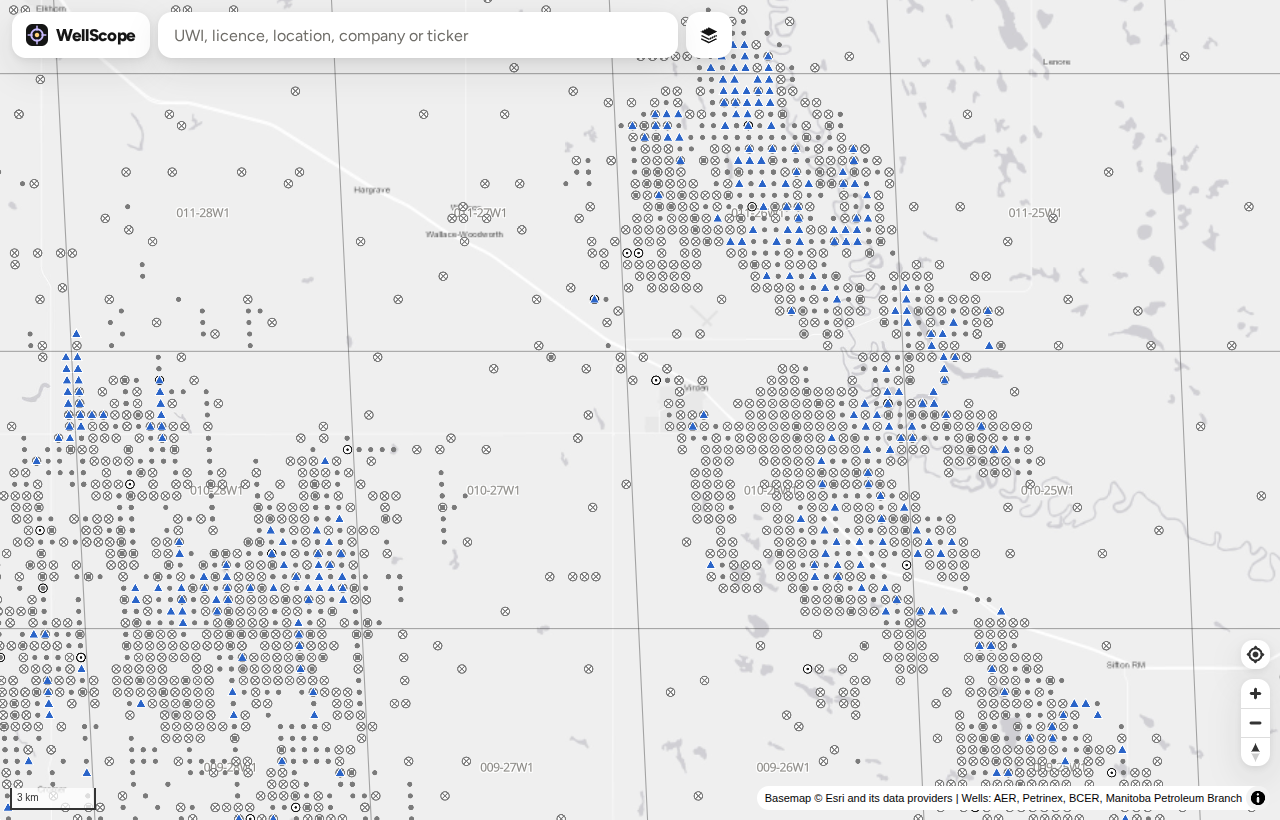 Elkhorn
WellScope
UWI, licence, location, company or ticker
Lenore
Hargrave
011-28W1
011-25W1
Wallace-Woodworth
Virden
010-28W1
010-27W1
010-25W1
Sifton RM
009-27W1
009-26W1
3 km
Basemap © Esri and its data providers | Wells: AER, Petrinex, BCER, Manitoba Petroleum Branch